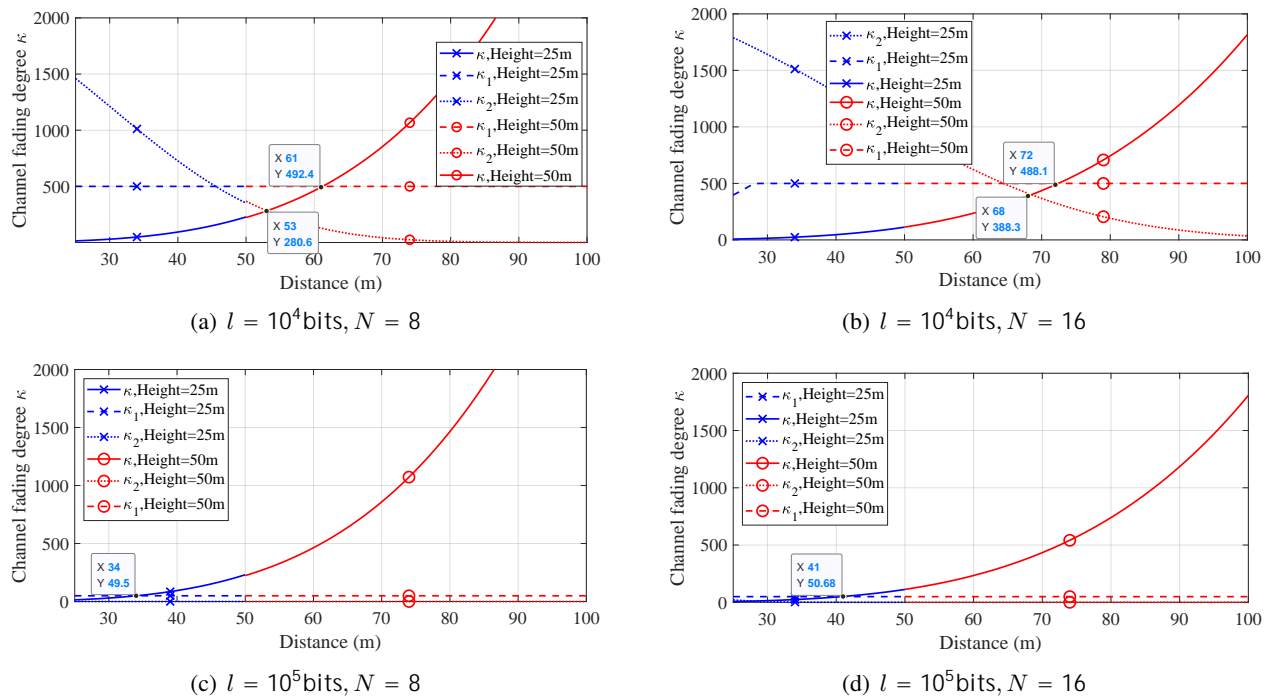 2000
1500
1000
500
Channel fading degree κ
κ,Height=25m
κ1,Height=25m
κ2,Height=25m
κ1,Height=50m
κ2,Height=50m
κ,Height=50m
X 61
Y 492.4
X 53
Y 280.6
30 40 50 60 70 80 90 100
Distance (m)
(a) l = 10^4bits, N = 8
2000
1500
1000
500
0
Channel fading degree κ
κ2,Height=25m
κ1,Height=25m
κ,Height=25m
κ,Height=50m
κ2,Height=50m
κ1,Height=50m
X 72
Y 488.1
X 68
Y 388.3
30 40 50 60 70 80 90 100
Distance (m)
(b) l = 10^4bits, N = 16
2000
1500
1000
500
0
Channel fading degree κ
κ,Height=25m
κ1,Height=25m
κ2,Height=25m
κ,Height=50m
κ2,Height=50m
κ1,Height=50m
X 34
Y 49.5
30 40 50 60 70 80 90 100
Distance (m)
(c) l = 10^5bits, N = 8
2000
1500
1000
500
0
Channel fading degree κ
κ1,Height=25m
κ,Height=25m
κ2,Height=25m
κ,Height=50m
κ2,Height=50m
κ1,Height=50m
X 41
Y 50.68
30 40 50 60 70 80 90 100
Distance (m)
(d) l = 10^5bits, N = 16